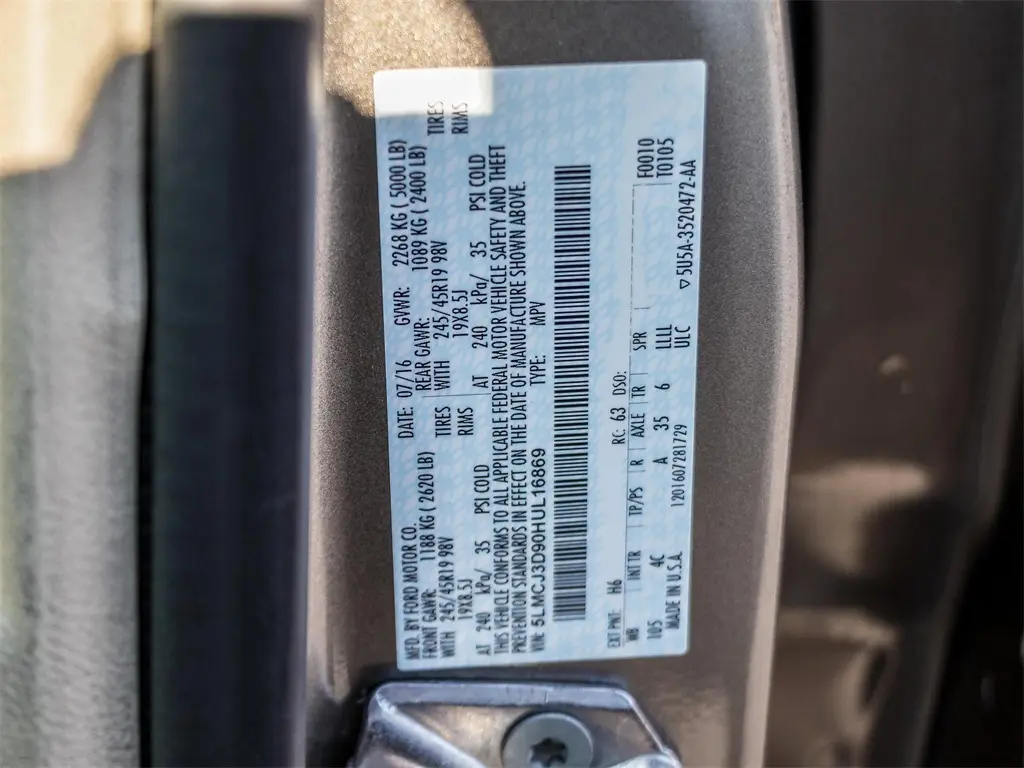 MFD. BY FORD MOTOR CO. DATE: 07/16 GVWR: 2268 KG ( 5000 LB)
FRONT GAWR: 1188 KG ( 2620 LB) REAR GAWR: 1089 KG ( 2400 LB)
WITH 245/45R19 98V TIRES WITH 245/45R19 98V TIRES
19X8.5J RIMS 19X8.5J RIMS
AT 240 kPa/ 35 PSI COLD AT 240 kPa/ 35 PSI COLD
THIS VEHICLE CONFORMS TO ALL APPLICABLE FEDERAL MOTOR VEHICLE SAFETY AND THEFT
PREVENTION STANDARDS IN EFFECT ON THE DATE OF MANUFACTURE SHOWN ABOVE.
VIN: 5LMCJ3D90HUL16869 TYPE: MPV
EXT PNT: H6 RC: 63 DSO: F0010
WB INT TR TP/PS R AXLE TR SPR T0105
105 4C A 35 6 LLLL
MADE IN U.S.A. 1201607281729 ULC ▽5U5A-3520472-AA